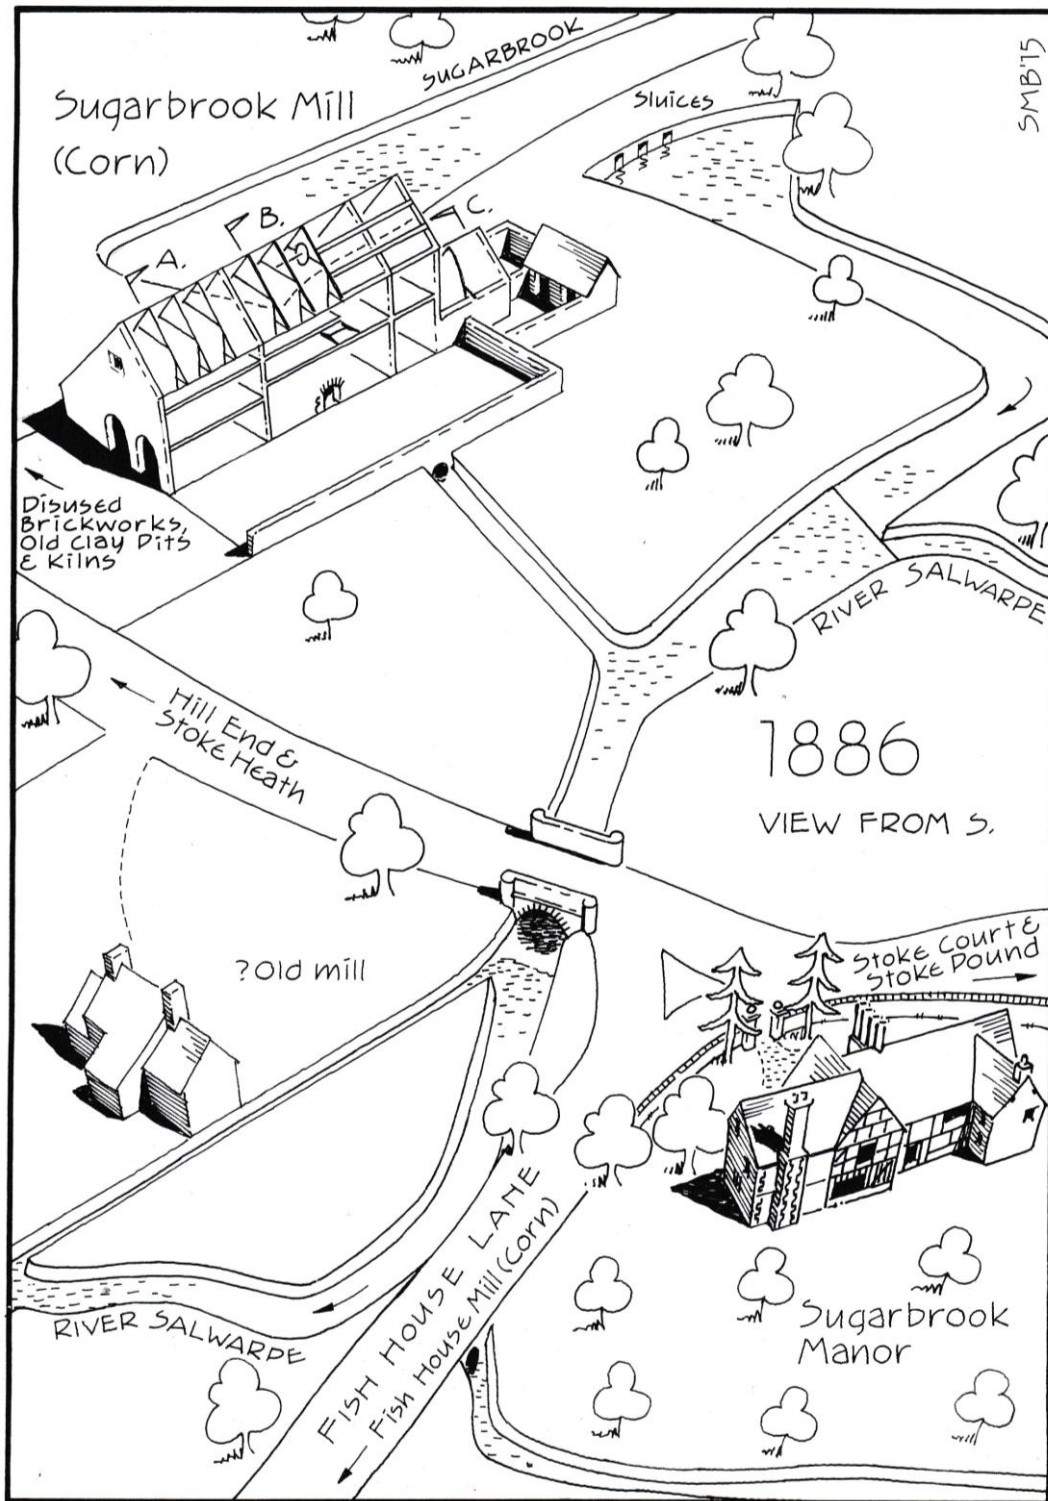 SUGARBROOK
SMB'15
Sugarbrook Mill
(Corn)
Sluices
A.
B.
C.
Disused
Brickworks,
Old Clay Pits
& Kilns
RIVER SALWARPE
Hill End &
Stoke Heath
1886
VIEW FROM S.
?Old mill
Stoke Court &
Stoke Pound
RIVER SALWARPE
FISH HOUSE LANE
Fish House Mill (Corn)
Sugarbrook
Manor